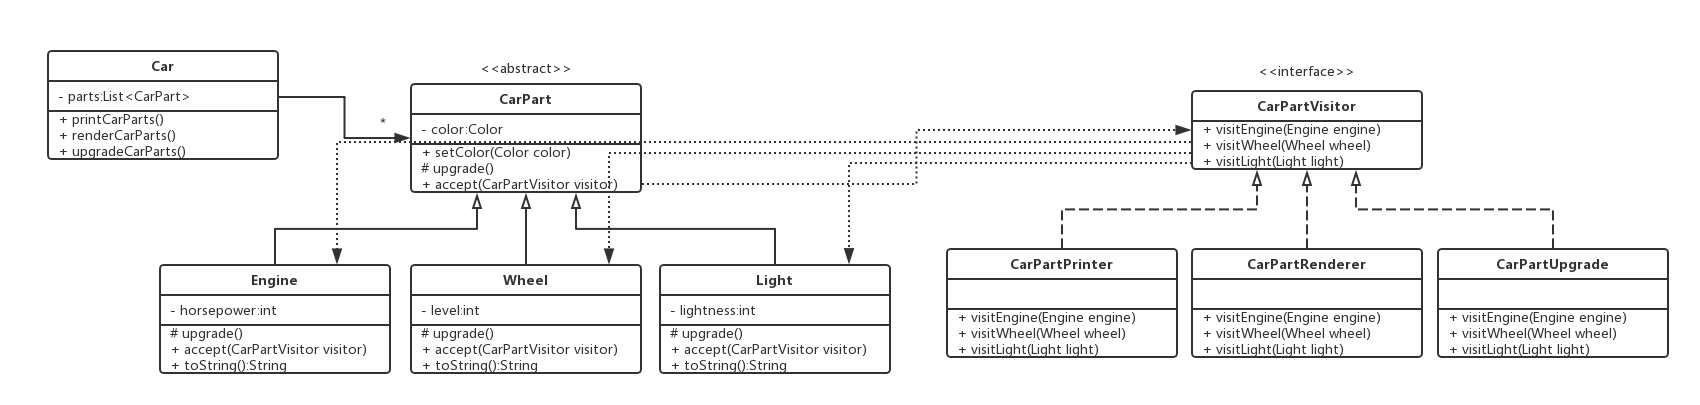 Car
- parts:List<CarPart>
+ printCarParts()
+ renderCarParts()
+ upgradeCarParts()
*
<<abstract>>
CarPart
- color:Color
+ setColor(Color color)
# upgrade()
+ accept(CarPartVisitor visitor)
<<interface>>
CarPartVisitor
+ visitEngine(Engine engine)
+ visitWheel(Wheel wheel)
+ visitLight(Light light)
Engine
- horsepower:int
# upgrade()
+ accept(CarPartVisitor visitor)
+ toString():String
Wheel
- level:int
# upgrade()
+ accept(CarPartVisitor visitor)
+ toString():String
Light
- lightness:int
# upgrade()
+ accept(CarPartVisitor visitor)
+ toString():String
CarPartPrinter
+ visitEngine(Engine engine)
+ visitWheel(Wheel wheel)
+ visitLight(Light light)
CarPartRenderer
+ visitEngine(Engine engine)
+ visitWheel(Wheel wheel)
+ visitLight(Light light)
CarPartUpgrade
+ visitEngine(Engine engine)
+ visitWheel(Wheel wheel)
+ visitLight(Light light)